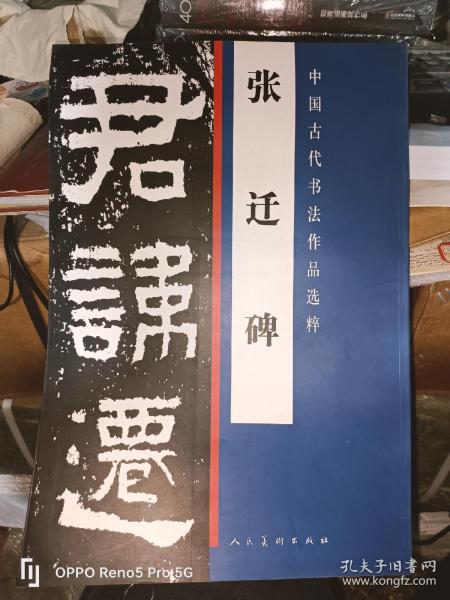 张迁碑
中国古代书法作品选粹
君諱遷
人民美术出版社
OPPO Reno5 Pro 5G
孔夫子旧书网
www.kongfz.com